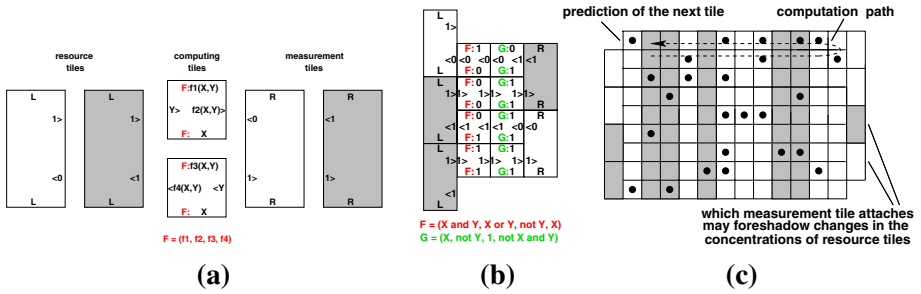 resource tiles
computing tiles
measurement tiles
L
L
R
R
F:f1(X,Y)
1>
1>
Y> f2(X,Y)>
<0
<1
F: X
F:f3(X,Y)
<0
<1
<f4(X,Y) <Y
1>
1>
F: X
L
L
R
R
F = (f1, f2, f3, f4)
(a)
L
1>
F:1 G:0 R
<0 <0 <0 <0 <1
L F:0 G:1
L F:0 G:1
1> 1> 1> 1> 1> 1>
F:0 G:1 R
F:0 G:1 R
<1 <1 <1 <1 <0 <0
L F:0 G:1
L F:0 G:1
1> 1> 1> 1> 1> 1>
F:1 G:1 R
<1
L
F = (X and Y, X or Y, not Y, X)
G = (X, not Y, 1, not X and Y)
(b)
prediction of the next tile
computation path
which measurement tile attaches
may foreshadow changes in the
concentrations of resource tiles
(c)